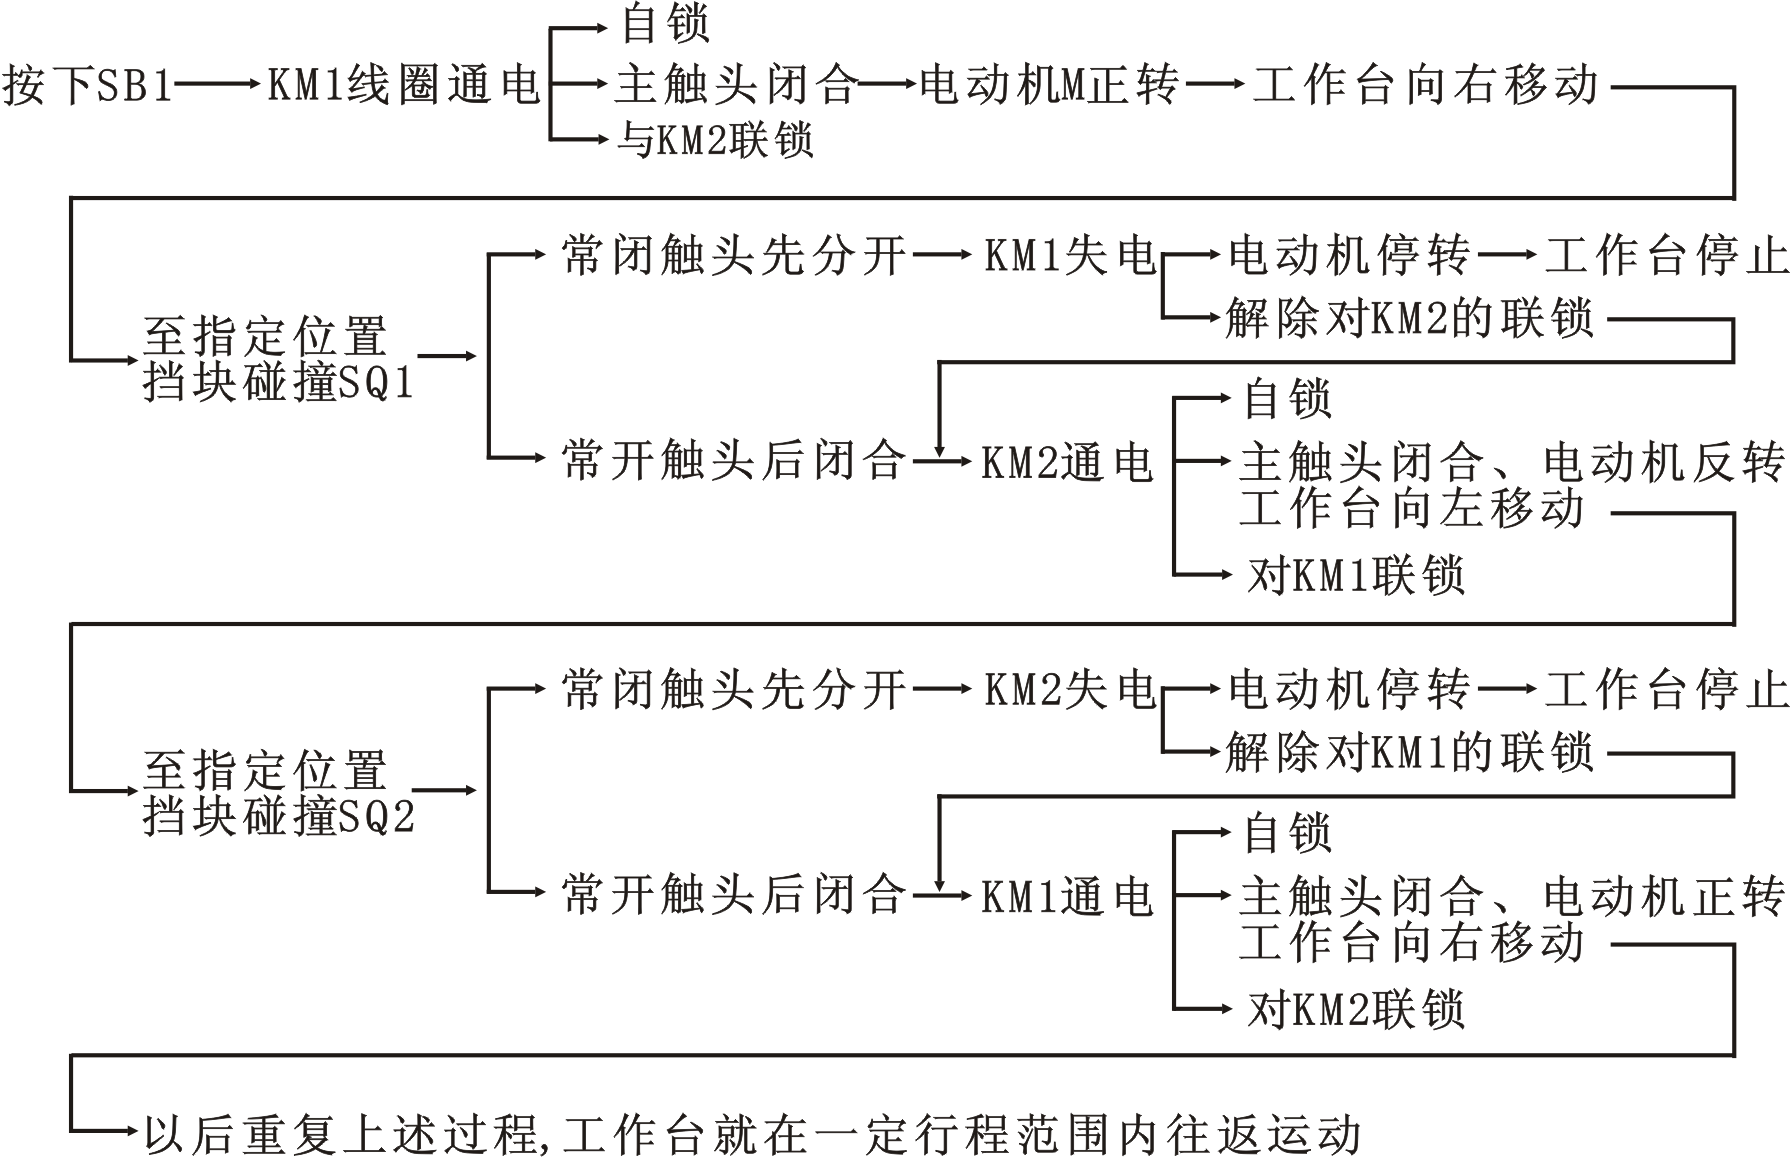 自锁
按下SB1 KM1线圈通电 主触头闭合 电动机M正转 工作台向右移动
与KM2联锁
常闭触头先分开 KM1失电 电动机停转 工作台停止
解除对KM2的联锁
至指定位置
挡块碰撞SQ1
自锁
常开触头后闭合 KM2通电 主触头闭合、电动机反转
工作台向左移动
对KM1联锁
常闭触头先分开 KM2失电 电动机停转 工作台停止
解除对KM1的联锁
至指定位置
挡块碰撞SQ2
自锁
常开触头后闭合 KM1通电 主触头闭合、电动机正转
工作台向右移动
对KM2联锁
以后重复上述过程,工作台就在一定行程范围内往返运动